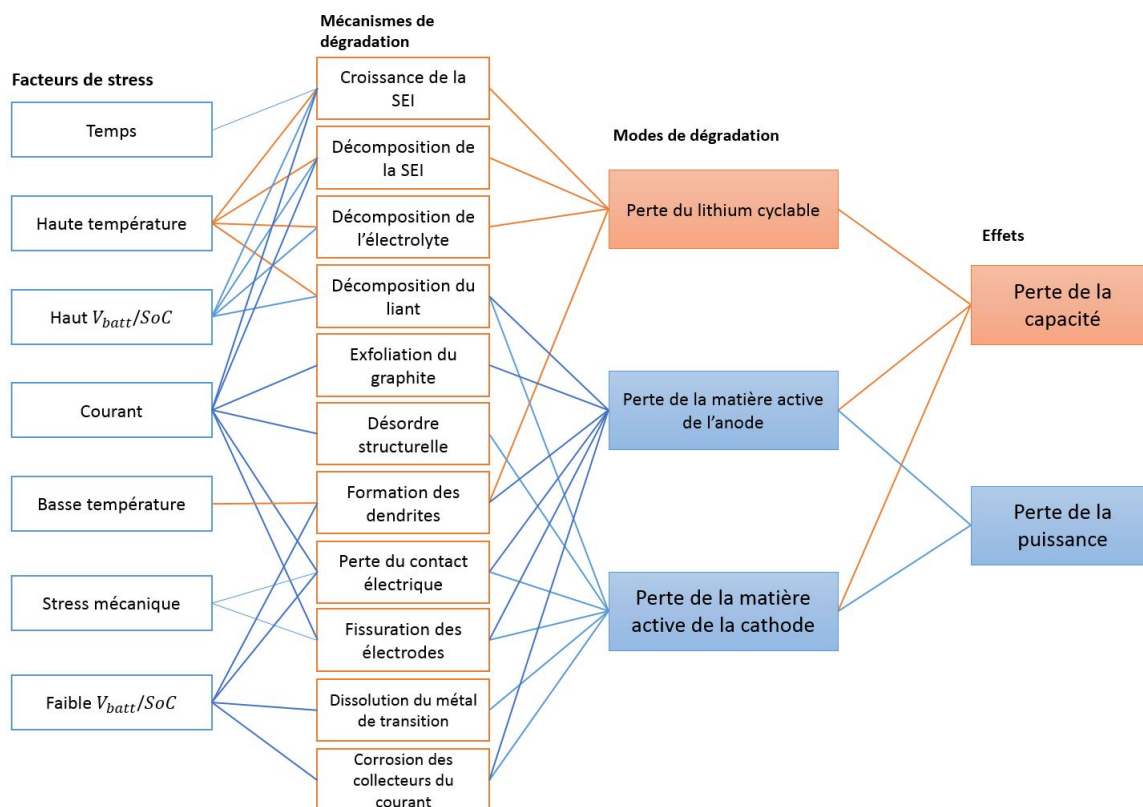 Facteurs de stress
Temps
Haute température
Haut V_batt/SoC
Courant
Basse température
Stress mécanique
Faible V_batt/SoC
Mécanismes de
dégradation
Croissance de la
SEI
Décomposition de
la SEI
Décomposition de
l'électrolyte
Décomposition du
liant
Exfoliation du
graphite
Désordre
structurelle
Formation des
dendrites
Perte du contact
électrique
Fissuration des
électrodes
Dissolution du métal
de transition
Corrosion des
collecteurs du
courant
Modes de dégradation
Perte du lithium cyclable
Perte de la matière active
de l'anode
Perte de la matière
active de la cathode
Effets
Perte de la
capacité
Perte de la
puissance